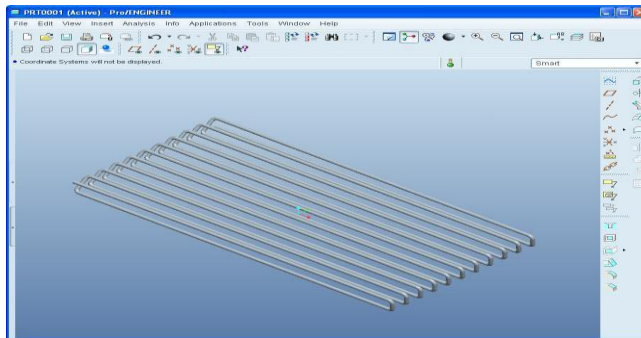 PRT0001 (Active) - Pro/ENGINEER
File Edit View Insert Analysis Info Applications Tools Window Help
• Coordinate Systems will not be displayed.
Smart